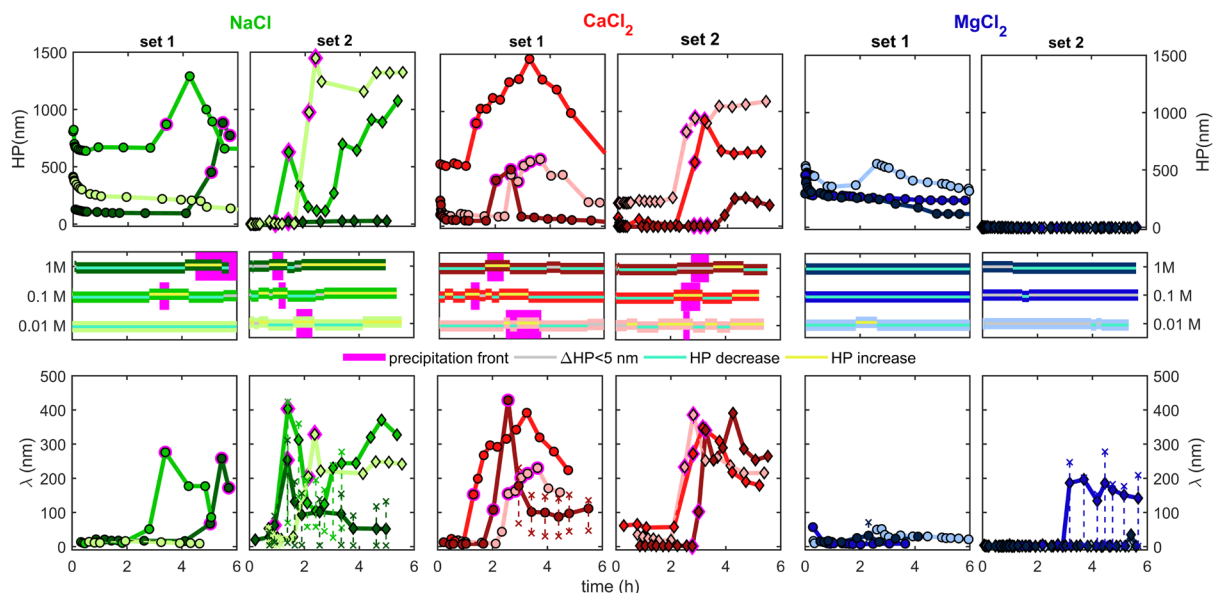 NaCl CaCl2 MgCl2
set 1 set 2 set 1 set 2 set 1 set 2
1500 1500
HP(nm) 1000 1000 HP(nm)
500 500
0 0
1M 1M
0.1 M 0.1 M
0.01 M 0.01 M
precipitation front ΔHP<5 nm HP decrease HP increase
500 500
400 400
300 300
λ (nm) λ (nm)
200 200
100 100
0 0
0 2 4 6 0 2 4 6 0 2 4 6 0 2 4 6 0 2 4 6 0 2 4 6
time (h)